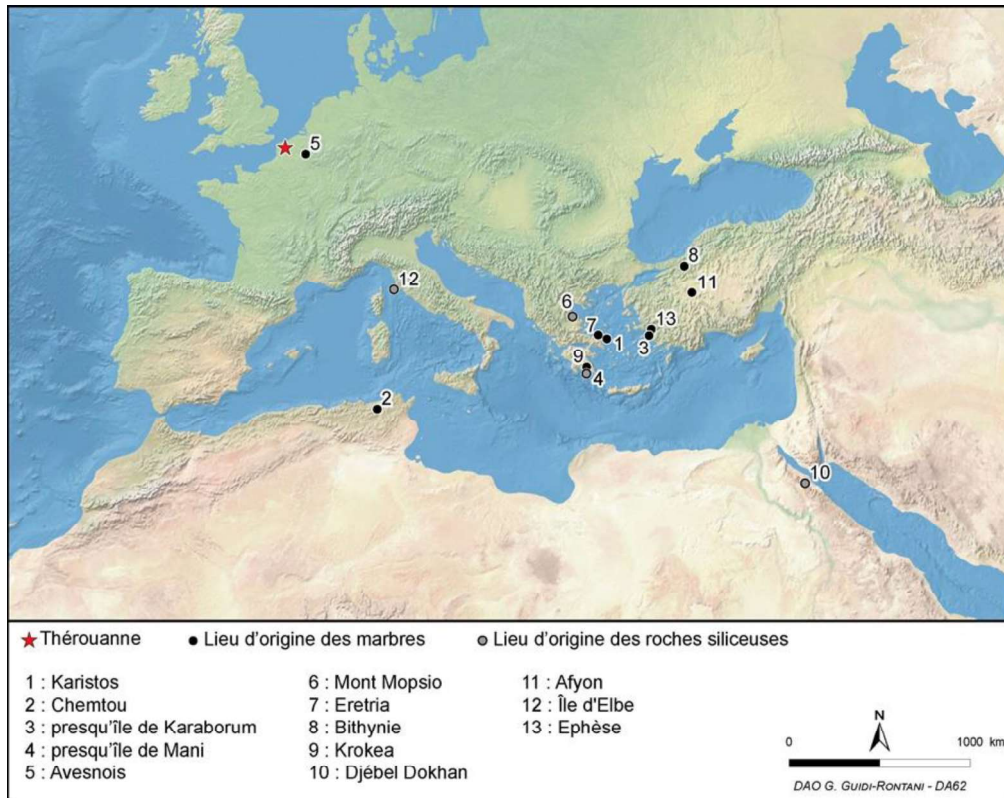 5
12
8
11
6
7
13
1
3
9
4
2
10
Thérouanne
Lieu d'origine des marbres
Lieu d'origine des roches siliceuses
1 : Karistos
2 : Chemtou
3 : presqu'île de Karaborum
4 : presqu'île de Mani
5 : Avesnois
6 : Mont Mopsio
7 : Eretria
8 : Bithynie
9 : Krokea
10 : Djébel Dokhan
11 : Afyon
12 : Île d'Elbe
13 : Ephèse
N
0 1000 km
DAO G. GUIDI-RONTANI - DA62